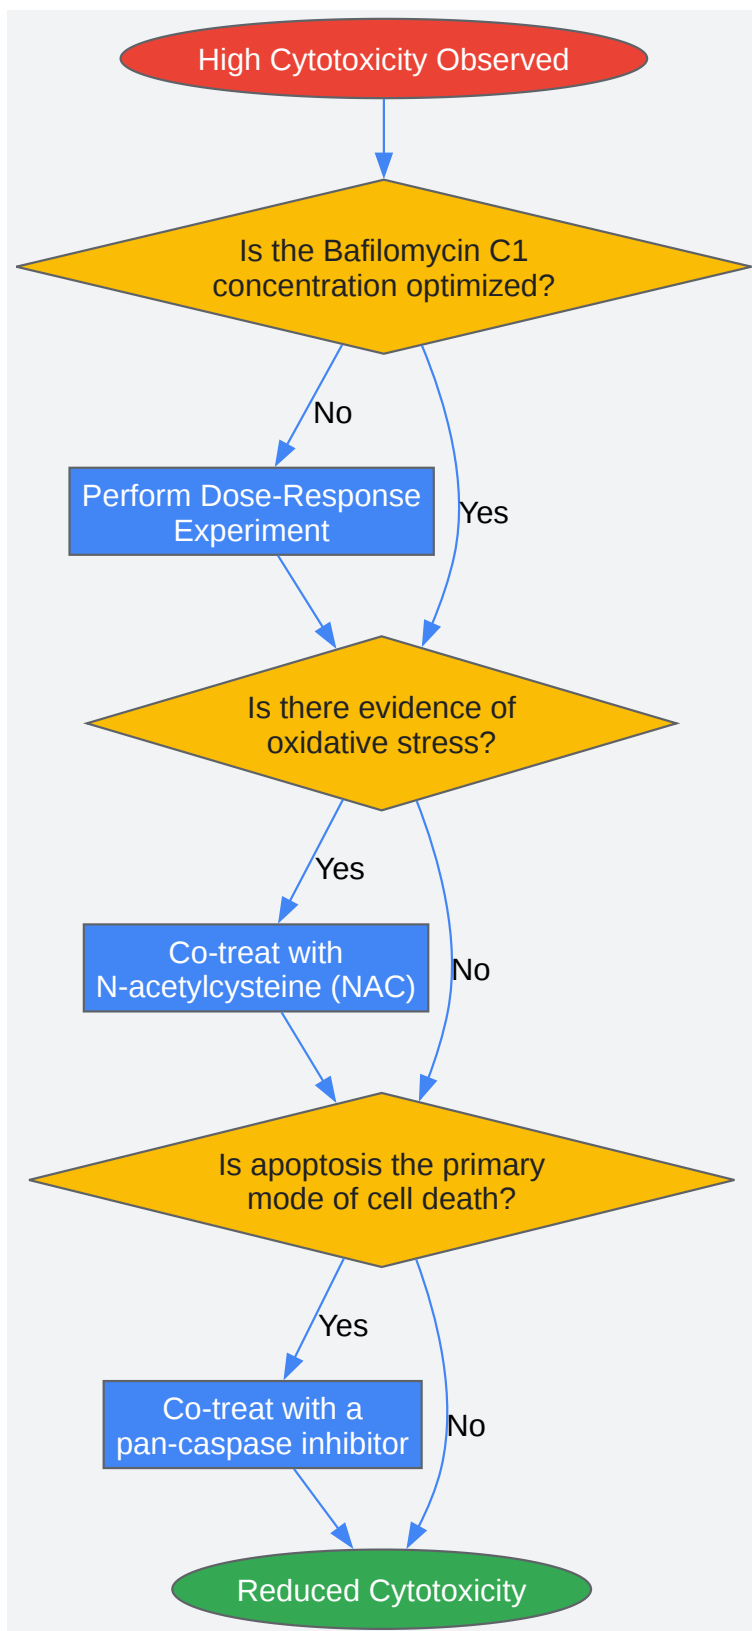 High Cytotoxicity Observed
Is the Bafilomycin C1
concentration optimized?
No
Perform Dose-Response
Experiment
Yes
Is there evidence of
oxidative stress?
Yes
Co-treat with
N-acetylcysteine (NAC)
No
Is apoptosis the primary
mode of cell death?
Yes
Co-treat with a
pan-caspase inhibitor
No
Reduced Cytotoxicity